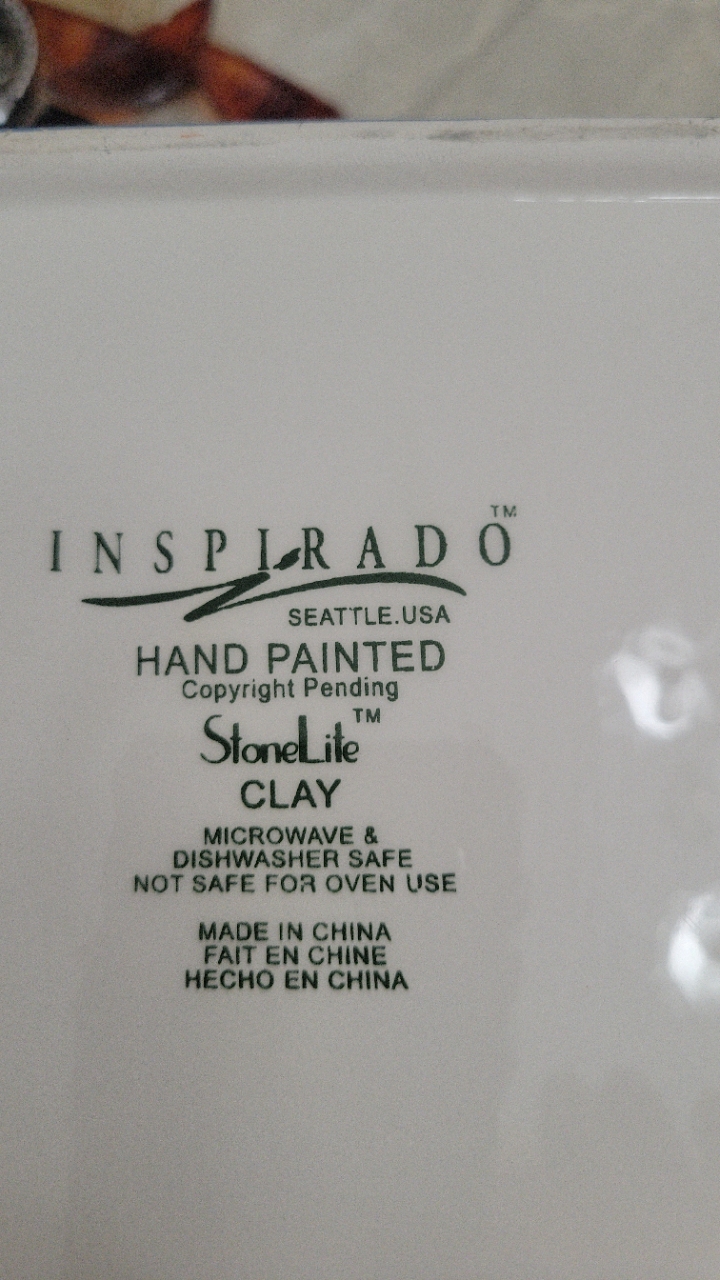 INSPIRADO™
SEATTLE.USA
HAND PAINTED
Copyright Pending
StoneLite™
CLAY
MICROWAVE &
DISHWASHER SAFE
NOT SAFE FOR OVEN USE
MADE IN CHINA
FAIT EN CHINE
HECHO EN CHINA